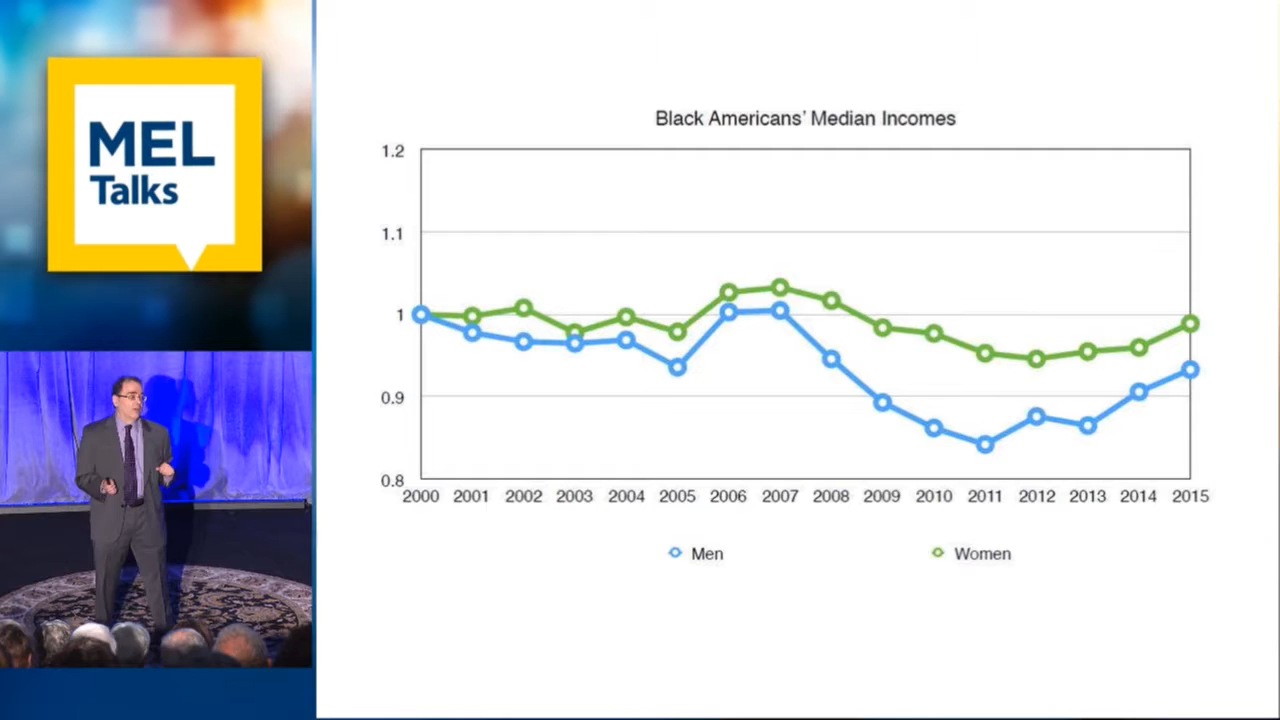 MEL
Talks
Black Americans’ Median Incomes
1.2
1.1
1
0.9
0.8
2000 2001 2002 2003 2004 2005 2006 2007 2008 2009 2010 2011 2012 2013 2014 2015
Men Women